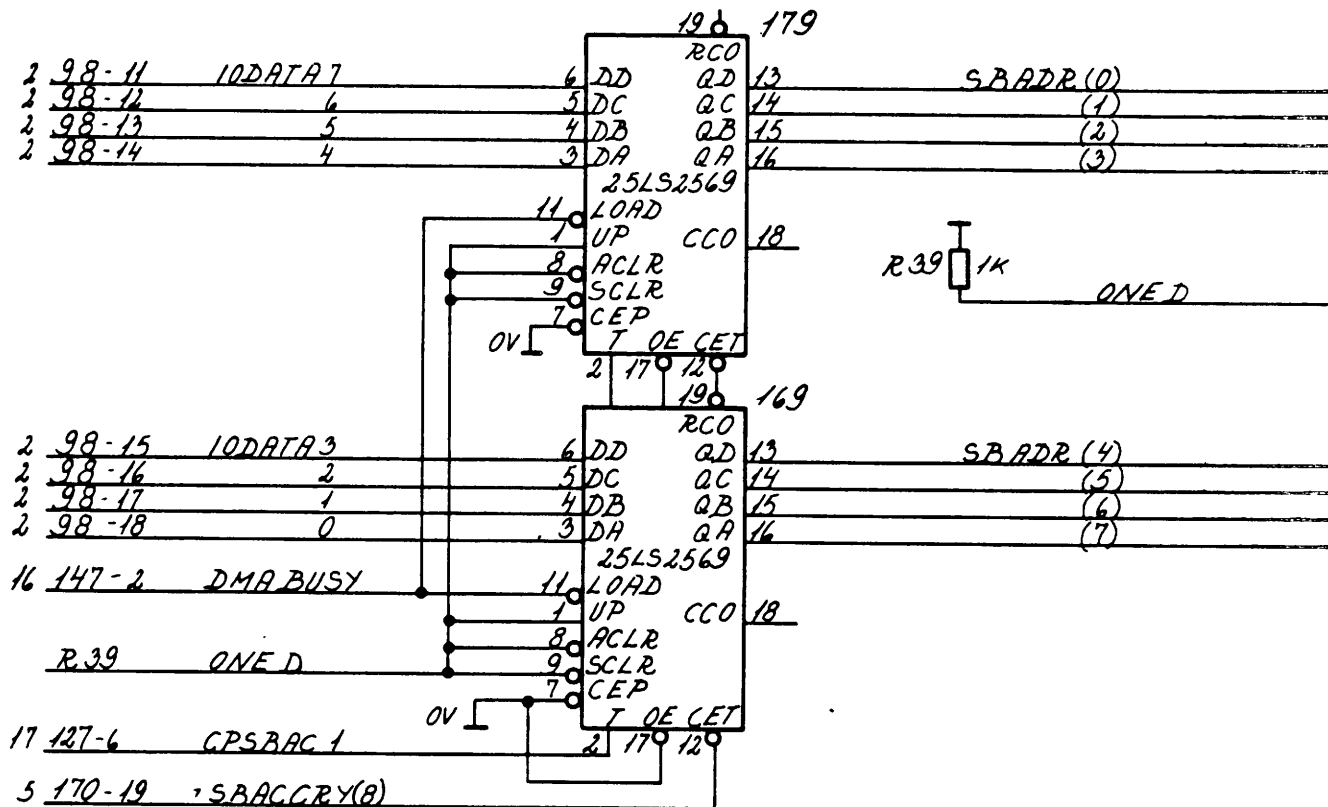 19 179
RCO
2 98-11 IODATA7 6 DD QD 13 SBADR(0)
2 98-12 6 5 DC QC 14 (1)
2 98-13 5 4 DB QB 15 (2)
2 98-14 4 3 DA QA 16 (3)
25LS2569
11 LOAD
1 UP CCO 18
8 ACLR R39 1K
9 SCLR ONE D
7 CEP
0V T OE CET
2 17 12
19 169
RCO
2 98-15 IODATA3 6 DD QD 13 SBADR(4)
2 98-16 2 5 DC QC 14 (5)
2 98-17 1 4 DB QB 15 (6)
2 98-18 0 3 DA QA 16 (7)
25LS2569
16 147-2 DMABUSY 11 LOAD
1 UP CCO 18
8 ACLR
R39 ONE D 9 SCLR
7 CEP
0V T OE CET
17 127-6 CPSBAC1 2 17 12
5 170-19 SBACCRY(8)